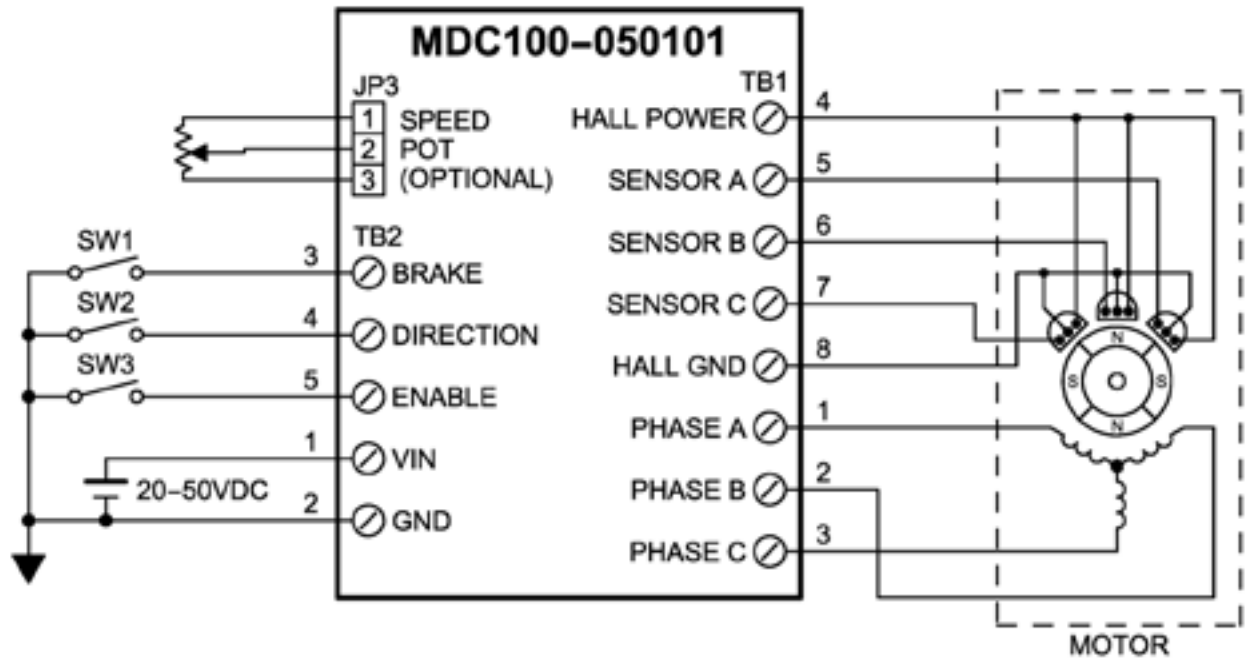 MDC100-050101
JP3
1 SPEED
2 POT
3 (OPTIONAL)
TB2
SW1
3 BRAKE
SW2
4 DIRECTION
SW3
5 ENABLE
1 VIN
20-50VDC
2 GND
TB1
HALL POWER 4
SENSOR A 5
SENSOR B 6
SENSOR C 7
HALL GND 8
PHASE A 1
PHASE B 2
PHASE C 3
N
S S
N
MOTOR